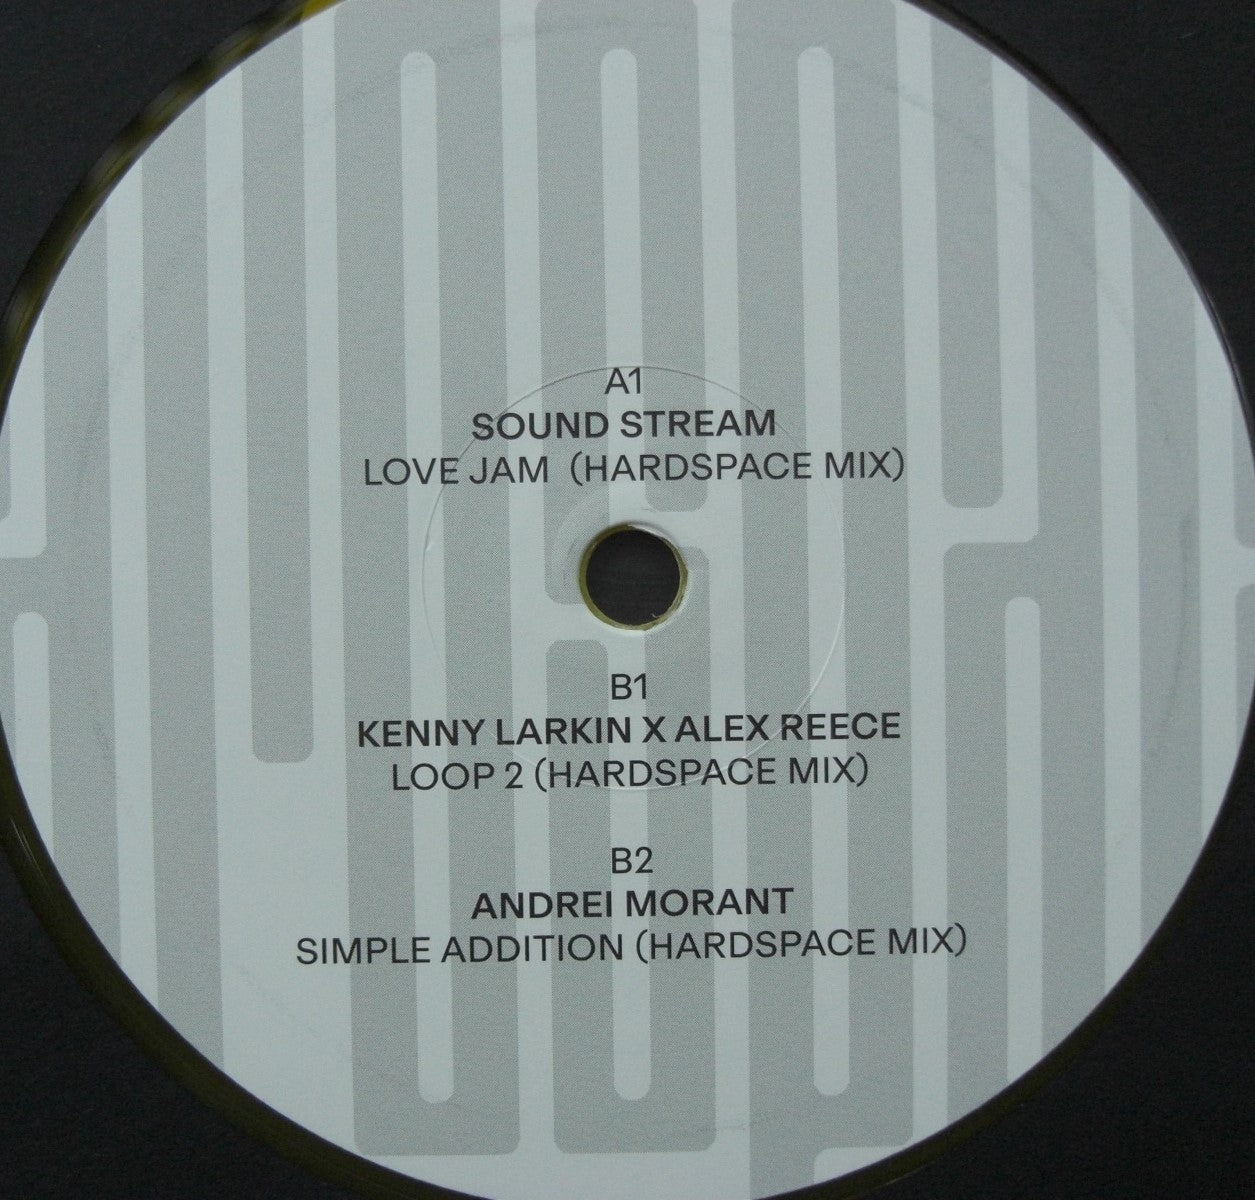 A1
SOUND STREAM
LOVE JAM (HARDSPACE MIX)
B1
KENNY LARKIN X ALEX REECE
LOOP 2 (HARDSPACE MIX)
B2
ANDREI MORANT
SIMPLE ADDITION (HARDSPACE MIX)